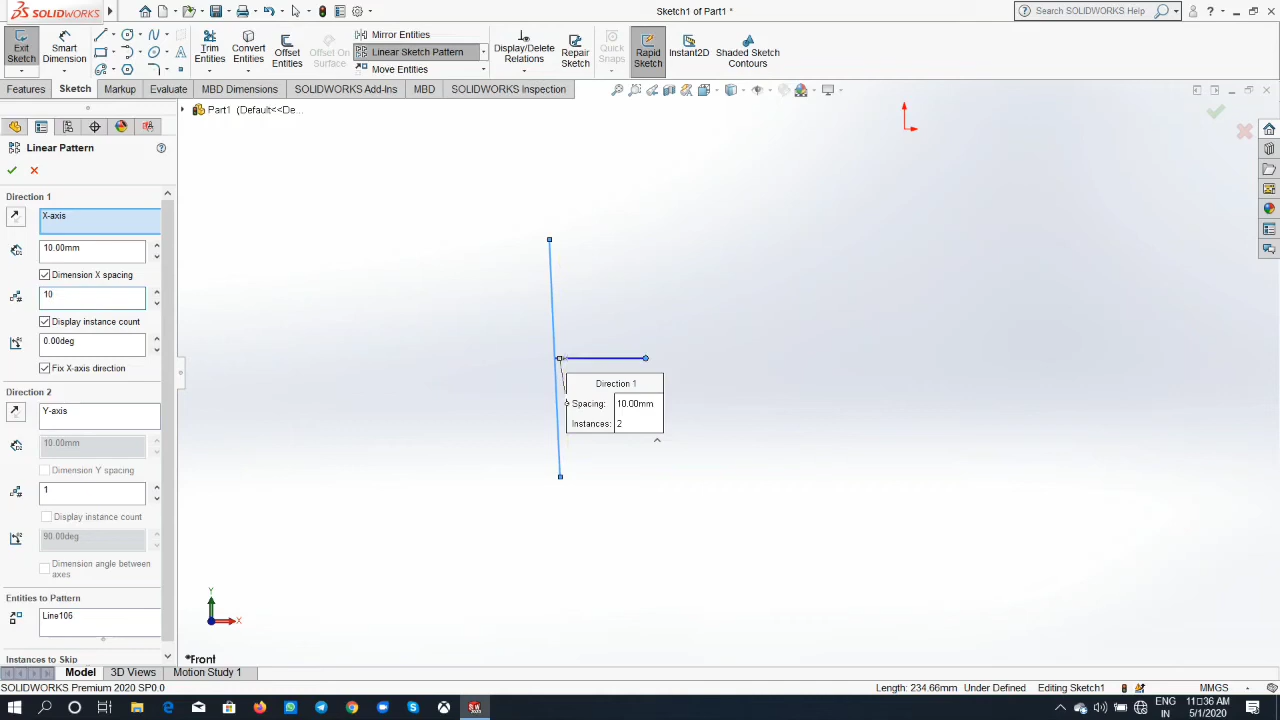 SOLIDWORKS
Sketch1 of Part1 *
Search SOLIDWORKS Help
Exit Sketch
Smart Dimension
Trim Entities
Convert Entities
Offset Entities
Offset On Surface
Mirror Entities
Linear Sketch Pattern
Move Entities
Display/Delete Relations
Repair Sketch
Quick Snaps
Rapid Sketch
Instant2D
Shaded Sketch Contours
Features
Sketch
Markup
Evaluate
MBD Dimensions
SOLIDWORKS Add-Ins
MBD
SOLIDWORKS Inspection
Part1 (Default<<De...
Linear Pattern
Direction 1
X-axis
10.00mm
Dimension X spacing
10
Display instance count
0.00deg
Fix X-axis direction
Direction 2
Y-axis
10.00mm
Dimension Y spacing
1
Display instance count
90.00deg
Dimension angle between
axes
Entities to Pattern
Line106
Instances to Skip
Direction 1
Spacing: 10.00mm
Instances: 2
Y
X
*Front
Model
3D Views
Motion Study 1
SOLIDWORKS Premium 2020 SP0.0
Length: 234.66mm
Under Defined
Editing Sketch1
MMGS
ENG
IN
11:36 AM
5/1/2020